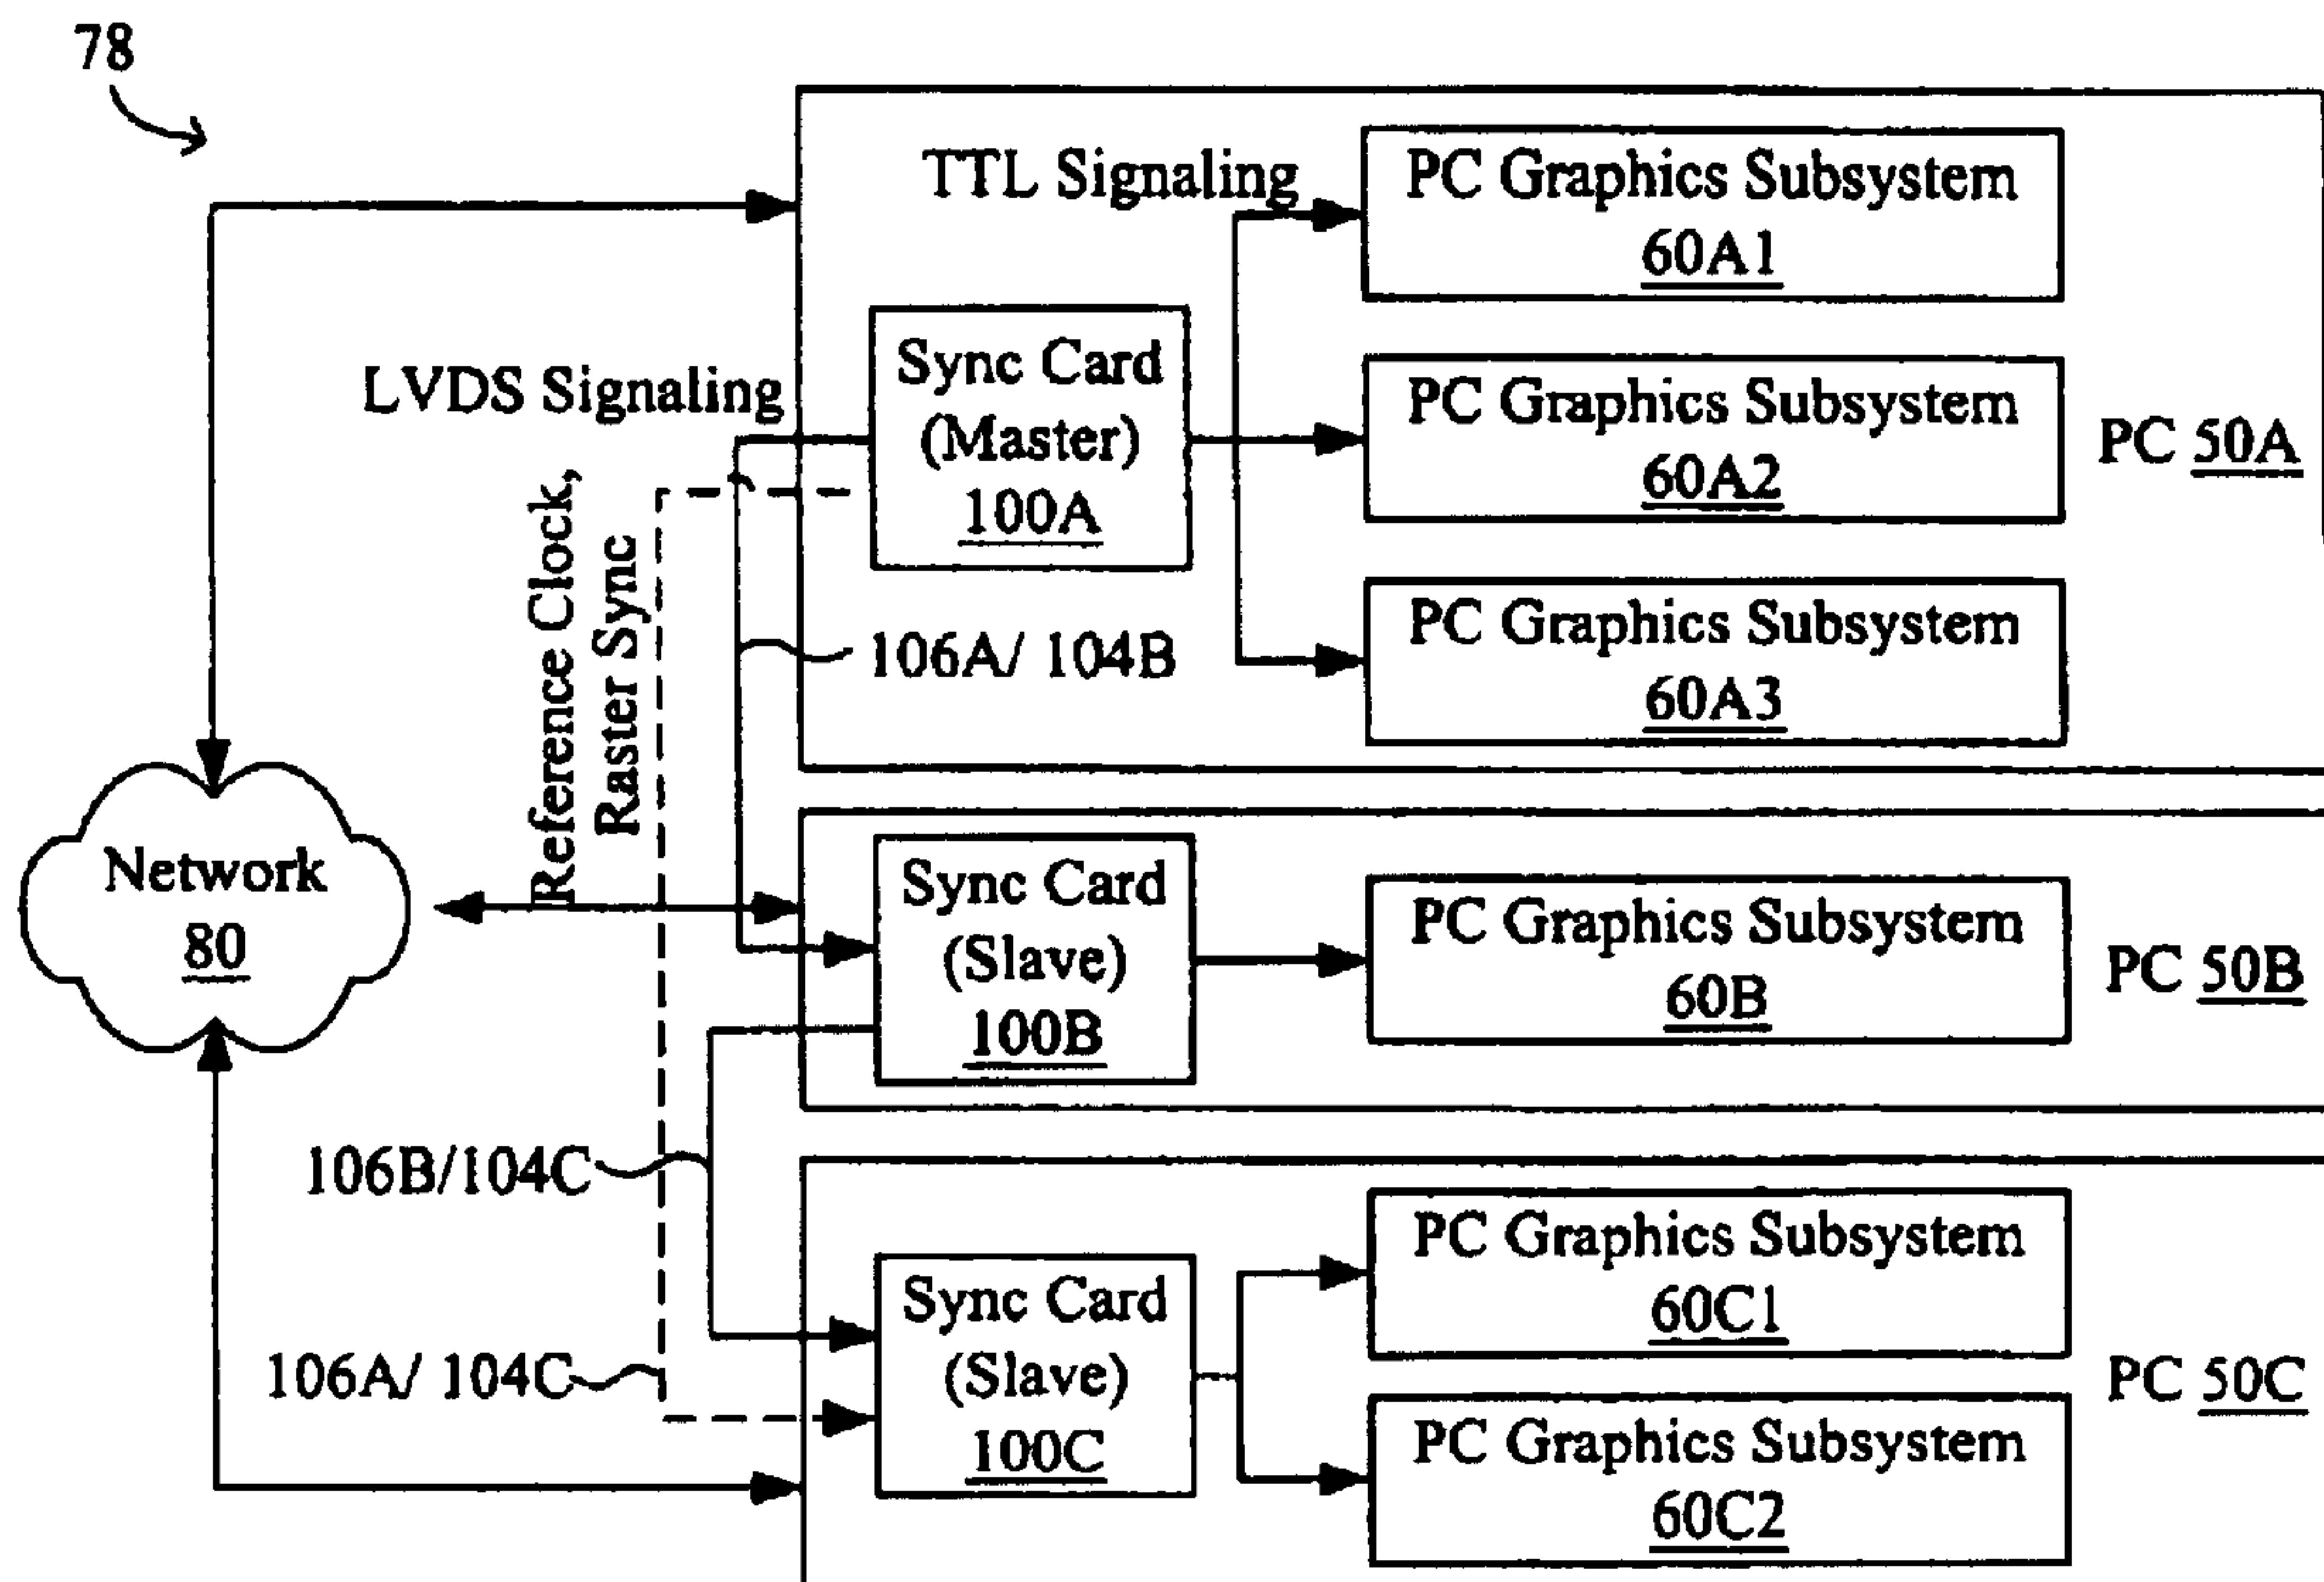 78
TTL Signaling
PC Graphics Subsystem
60A1
LVDS Signaling
Sync Card
(Master)
100A
PC Graphics Subsystem
60A2
PC 50A
Reference Clock,
Raster Sync
106A/ 104B
PC Graphics Subsystem
60A3
Network
80
Sync Card
(Slave)
100B
PC Graphics Subsystem
60B
PC 50B
106B/104C
Sync Card
(Slave)
100C
PC Graphics Subsystem
60C1
106A/ 104C
PC 50C
PC Graphics Subsystem
60C2